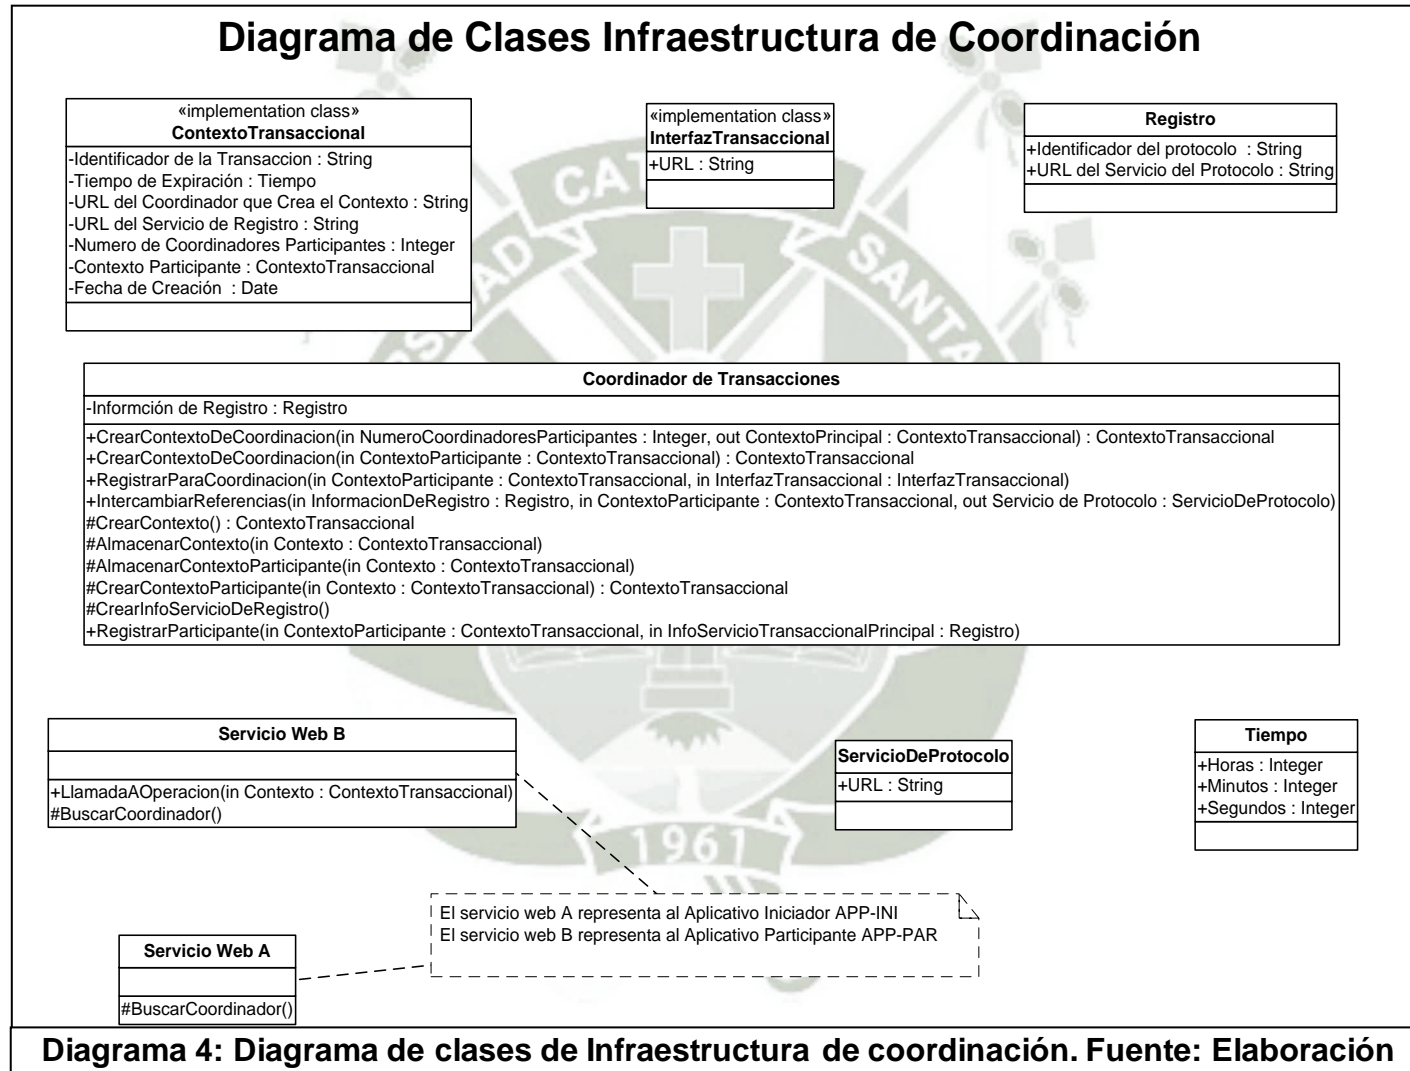 Diagrama de Clases Infraestructura de Coordinación
«implementation class»
ContextoTransaccional
-Identificador de la Transaccion : String
-Tiempo de Expiración : Tiempo
-URL del Coordinador que Crea el Contexto : String
-URL del Servicio de Registro : String
-Numero de Coordinadores Participantes : Integer
-Contexto Participante : ContextoTransaccional
-Fecha de Creación : Date
«implementation class»
InterfazTransaccional
+URL : String
Registro
+Identificador del protocolo : String
+URL del Servicio del Protocolo : String
Coordinador de Transacciones
-Informción de Registro : Registro
+CrearContextoDeCoordinacion(in NumeroCoordinadoresParticipantes : Integer, out ContextoPrincipal : ContextoTransaccional) : ContextoTransaccional
+CrearContextoDeCoordinacion(in ContextoParticipante : ContextoTransaccional) : ContextoTransaccional
+RegistrarParaCoordinacion(in ContextoParticipante : ContextoTransaccional, in InterfazTransaccional : InterfazTransaccional)
+IntercambiarReferencias(in InformacionDeRegistro : Registro, in ContextoParticipante : ContextoTransaccional, out Servicio de Protocolo : ServicioDeProtocolo)
#CrearContexto() : ContextoTransaccional
#AlmacenarContexto(in Contexto : ContextoTransaccional)
#AlmacenarContextoParticipante(in Contexto : ContextoTransaccional)
#CrearContextoParticipante(in Contexto : ContextoTransaccional) : ContextoTransaccional
#CrearInfoServicioDeRegistro()
+RegistrarParticipante(in ContextoParticipante : ContextoTransaccional, in InfoServicioTransaccionalPrincipal : Registro)
Servicio Web B
+LlamadaAOperacion(in Contexto : ContextoTransaccional)
#BuscarCoordinador()
ServicioDeProtocolo
+URL : String
Tiempo
+Horas : Integer
+Minutos : Integer
+Segundos : Integer
1961
El servicio web A representa al Aplicativo Iniciador APP-INI
El servicio web B representa al Aplicativo Participante APP-PAR
Servicio Web A
#BuscarCoordinador()
Diagrama 4: Diagrama de clases de Infraestructura de coordinación. Fuente: Elaboración